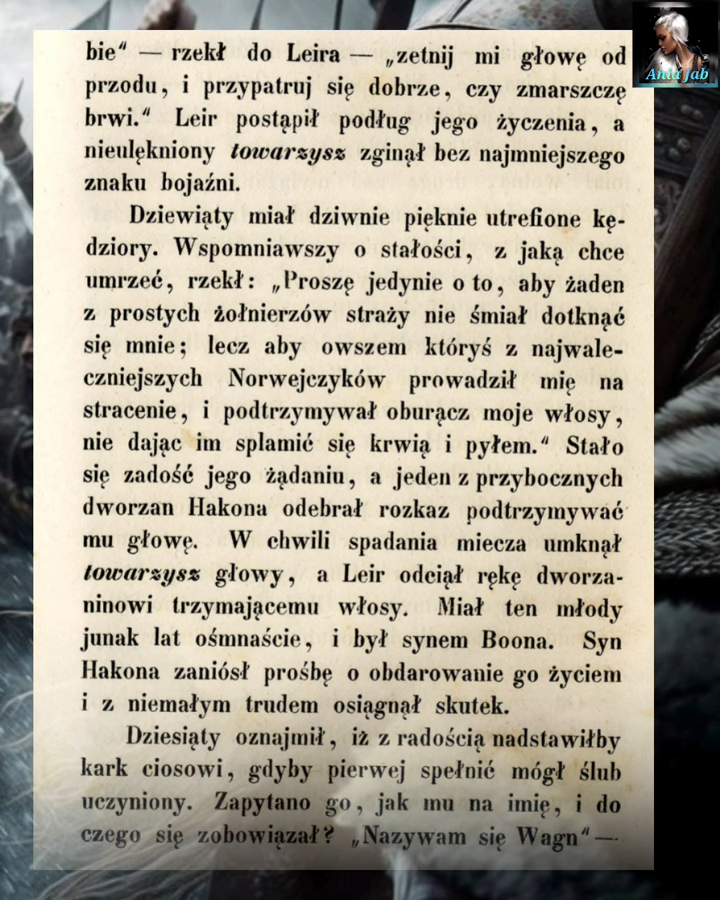 Ania jab
bie" — rzekł do Leira — „zetnij mi głowę od
przodu, i przypatruj się dobrze, czy zmarszczę
brwi." Leir postąpił podług jego życzenia, a
nieulękniony towarzysz zginął bez najmniejszego
znaku bojaźni.
Dziewiąty miał dziwnie pięknie utrefione kę-
dziory. Wspomniawszy o stałości, z jaką chce
umrzeć, rzekł: „Proszę jedynie o to, aby żaden
z prostych żołnierzów straży nie śmiał dotknąć
się mnie; lecz aby owszem któryś z najwale-
czniejszych Norwejczyków prowadził mię na
stracenie, i podtrzymywał oburącz moje włosy,
nie dając im splamić się krwią i pyłem." Stało
się zadość jego żądaniu, a jeden z przybocznych
dworzan Hakona odebrał rozkaz podtrzymywać
mu głowę. W chwili spadania miecza umknął
towarzysz głowy, a Leir odciął rękę dworza-
ninowi trzymającemu włosy. Miał ten młody
junak lat ośmnaście, i był synem Boona. Syn
Hakona zaniósł prośbę o obdarowanie go życiem
i z niemałym trudem osiągnął skutek.
Dziesiąty oznajmił, iż z radością nadstawiłby
kark ciosowi, gdyby pierwej spełnić mógł ślub
uczyniony. Zapytano go, jak mu na imię, i do
czego się zobowiązał? „Nazywam się Wagn" —